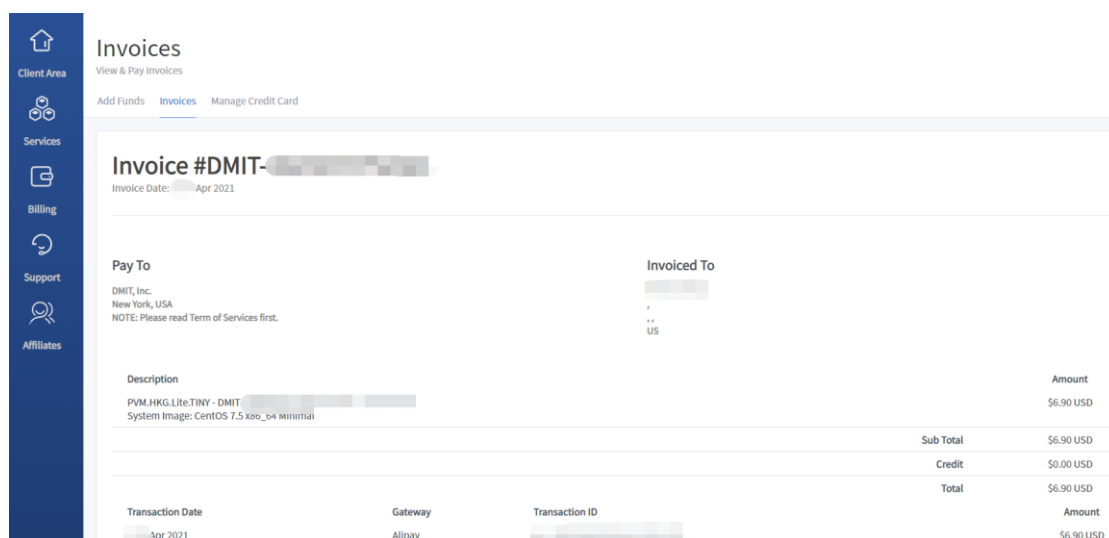 Invoices
View & Pay Invoices
Add Funds Invoices Manage Credit Card
Client Area
Services
Billing
Support
Affiliates
Invoice #DMIT-
Invoice Date: Apr 2021
Pay To
DMIT, Inc.
New York, USA
NOTE: Please read Term of Services first.
Invoiced To
,
, ,
US
Description Amount
PVM.HKG.Lite.TINY - DMIT- $6.90 USD
System Image: CentOS 7.5 x86_64 Minimal
Sub Total $6.90 USD
Credit $0.00 USD
Total $6.90 USD
Transaction Date Gateway Transaction ID Amount
Apr 2021 Alipay $6.90 USD